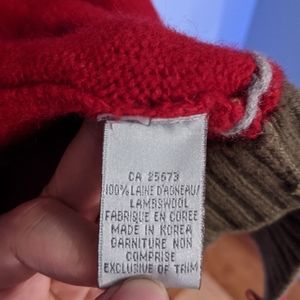 CA 25673
100% LAINE D'AGNEAU/
LAMBSWOOL
FABRIQUE EN COREE
MADE IN KOREA
GARNITURE NON
COMPRISE
EXCLUSIVE OF TRIM